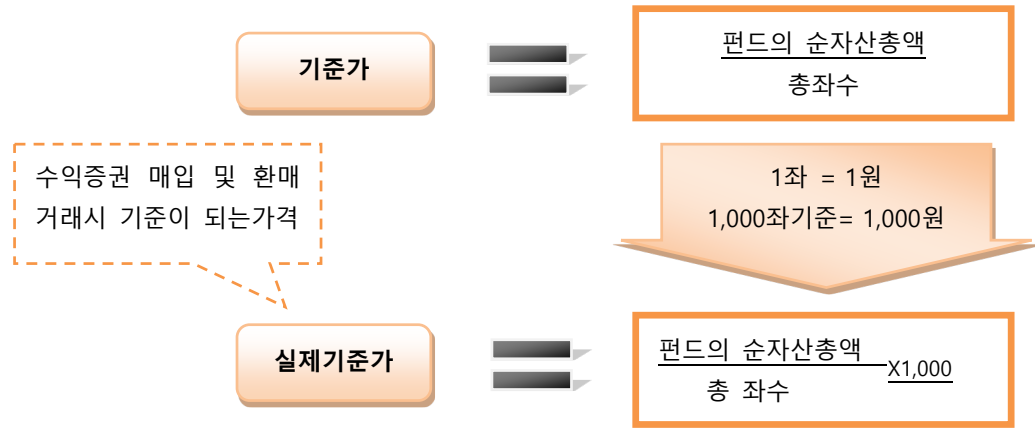 기준가
펀드의 순자산총액
총좌수
수익증권 매입 및 환매
거래시 기준이 되는가격
1좌 = 1원
1,000좌기준= 1,000원
실제기준가
펀드의 순자산총액
총 좌수
X1,000